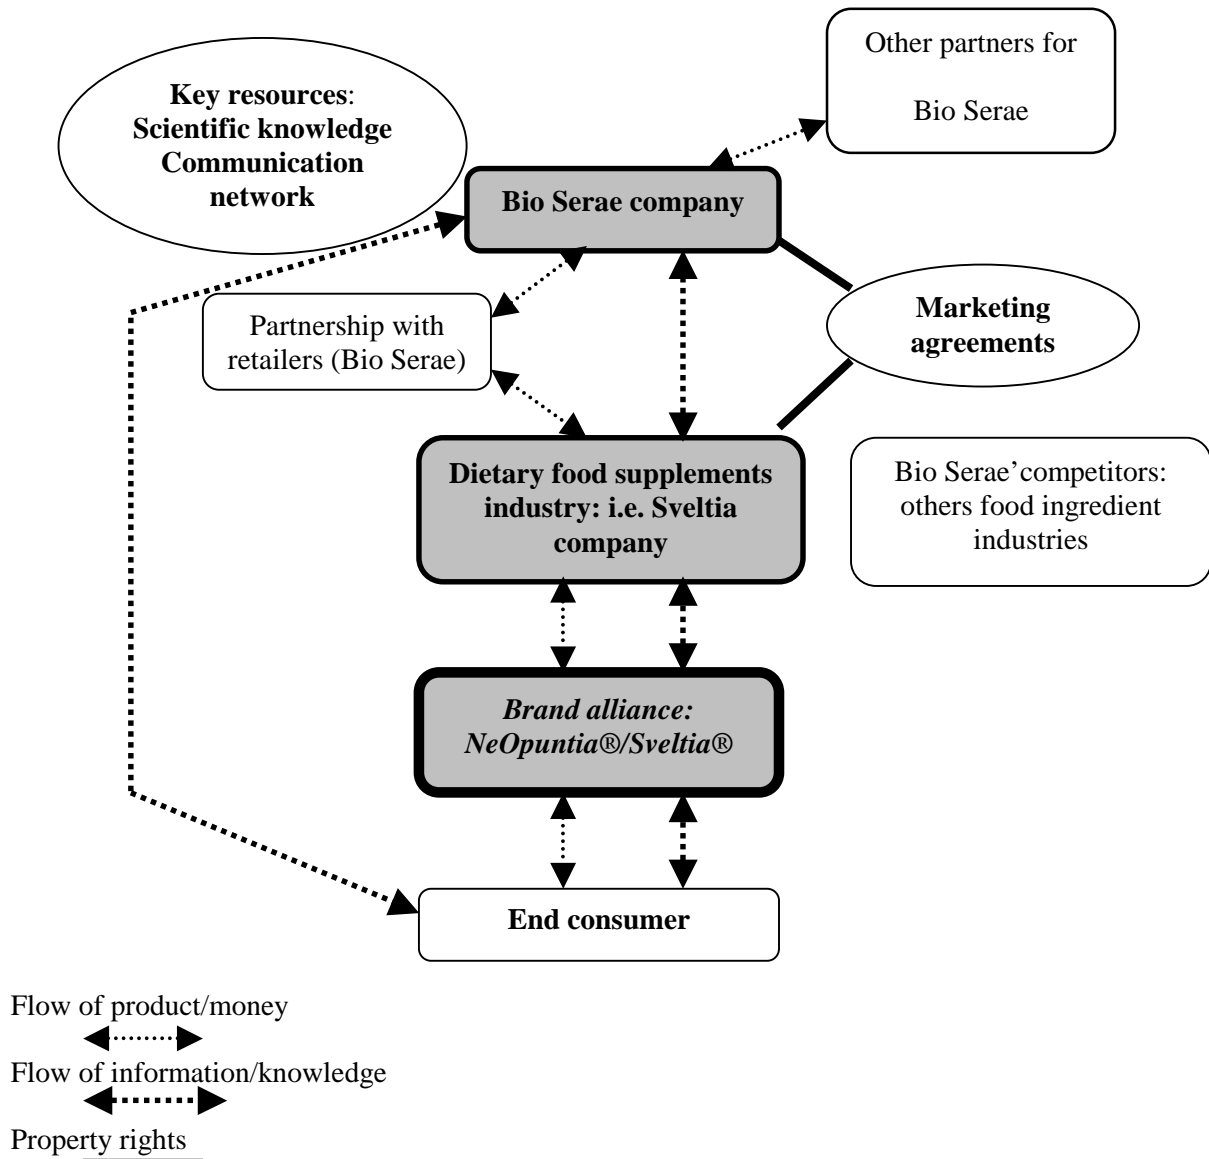 Other partners for
Bio Serae
Key resources:
Scientific knowledge
Communication
network
Bio Serae company
Partnership with
retailers (Bio Serae)
Marketing
agreements
Dietary food supplements
industry: i.e. Sveltia
company
Bio Serae’competitors:
others food ingredient
industries
Brand alliance:
NeOpuntia®/Sveltia®
End consumer
Flow of product/money
Flow of information/knowledge
Property rights